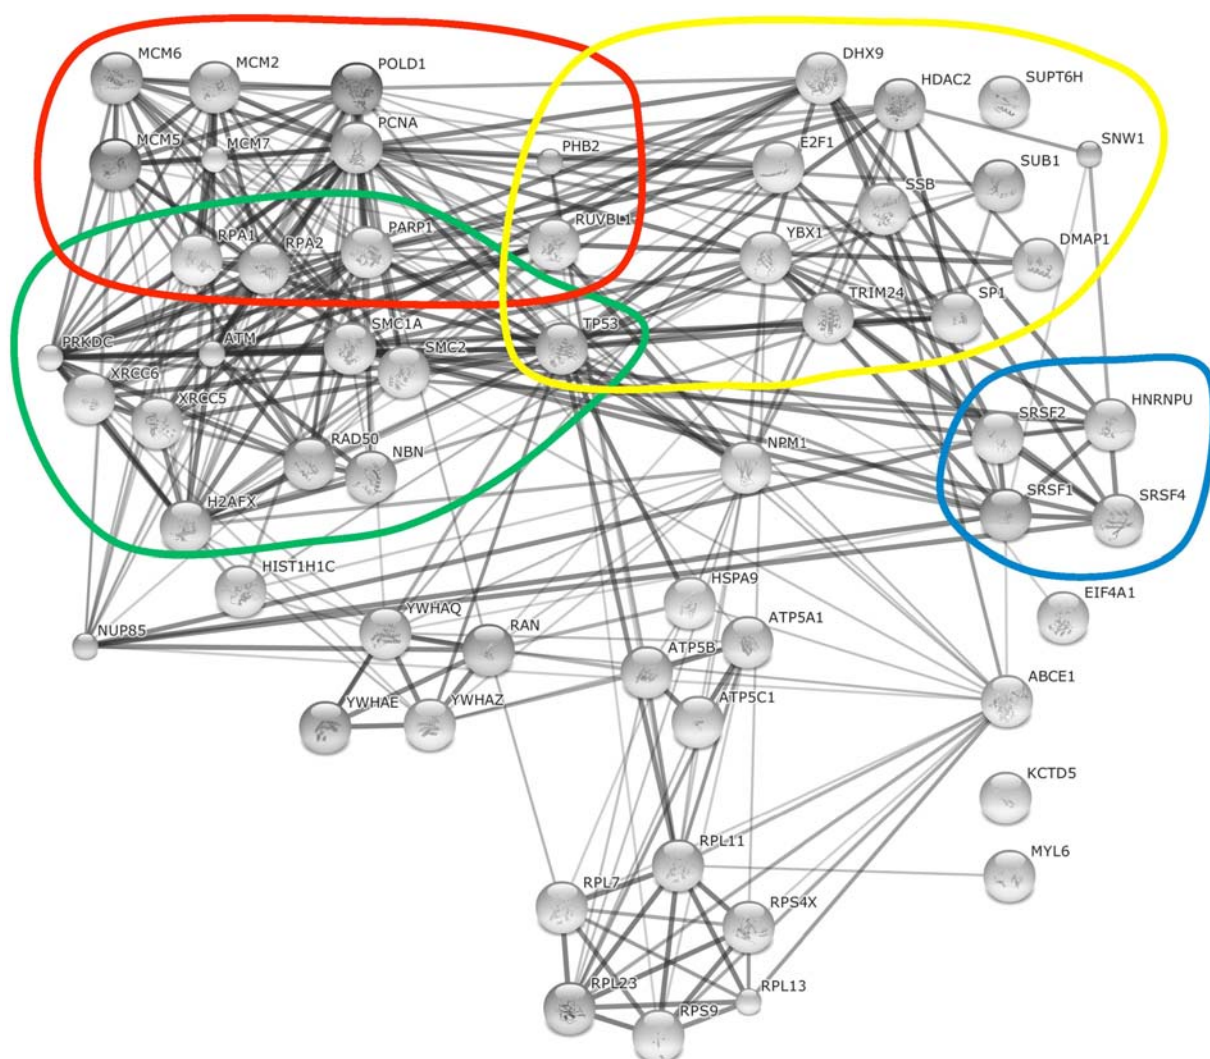 MCM6
MCM2
POLD1
DHX9
HDAC2
SUPT6H
PCNA
MCM5
MCM7
PHB2
E2F1
SNW1
SUB1
SSB
RPA1
RPA2
PARP1
RUVBL1
YBX1
DMAP1
TRIM24
SP1
PRKDC
ATM
SMC1A
SMC2
TP53
XRCC6
XRCC5
SRSF2
HNRNPU
RAD50
NBN
NPM1
SRSF1
SRSF4
H2AFX
HIST1H1C
HSPA9
EIF4A1
NUP85
YWHAQ
RAN
ATP5A1
ATP5B
ABCE1
YWHAE
YWHAZ
ATP5C1
KCTD5
RPL11
MYL6
RPL7
RPS4X
RPL23
RPS9
RPL13